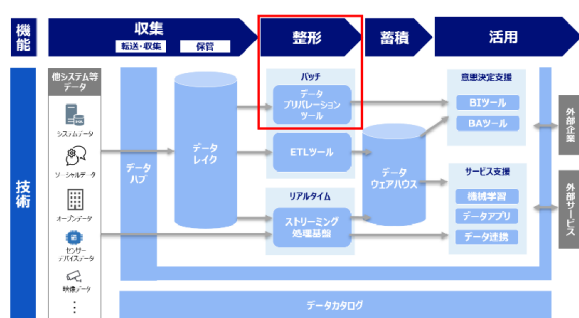 機能
収集
転送・収集
保管
整形
蓄積
活用
技術
他システム等
データ
システムデータ
ソーシャルデータ
オープンデータ
センサー
デバイスデータ
映像データ
⋮
データ
ハブ
データ
レイク
バッチ
データ
プリパレーション
ツール
ETLツール
リアルタイム
ストリーミング
処理基盤
データ
ウェアハウス
意思決定支援
BIツール
BAツール
サービス支援
機械学習
データアプリ
データ連携
外部企業
外部サービス
データカタログ